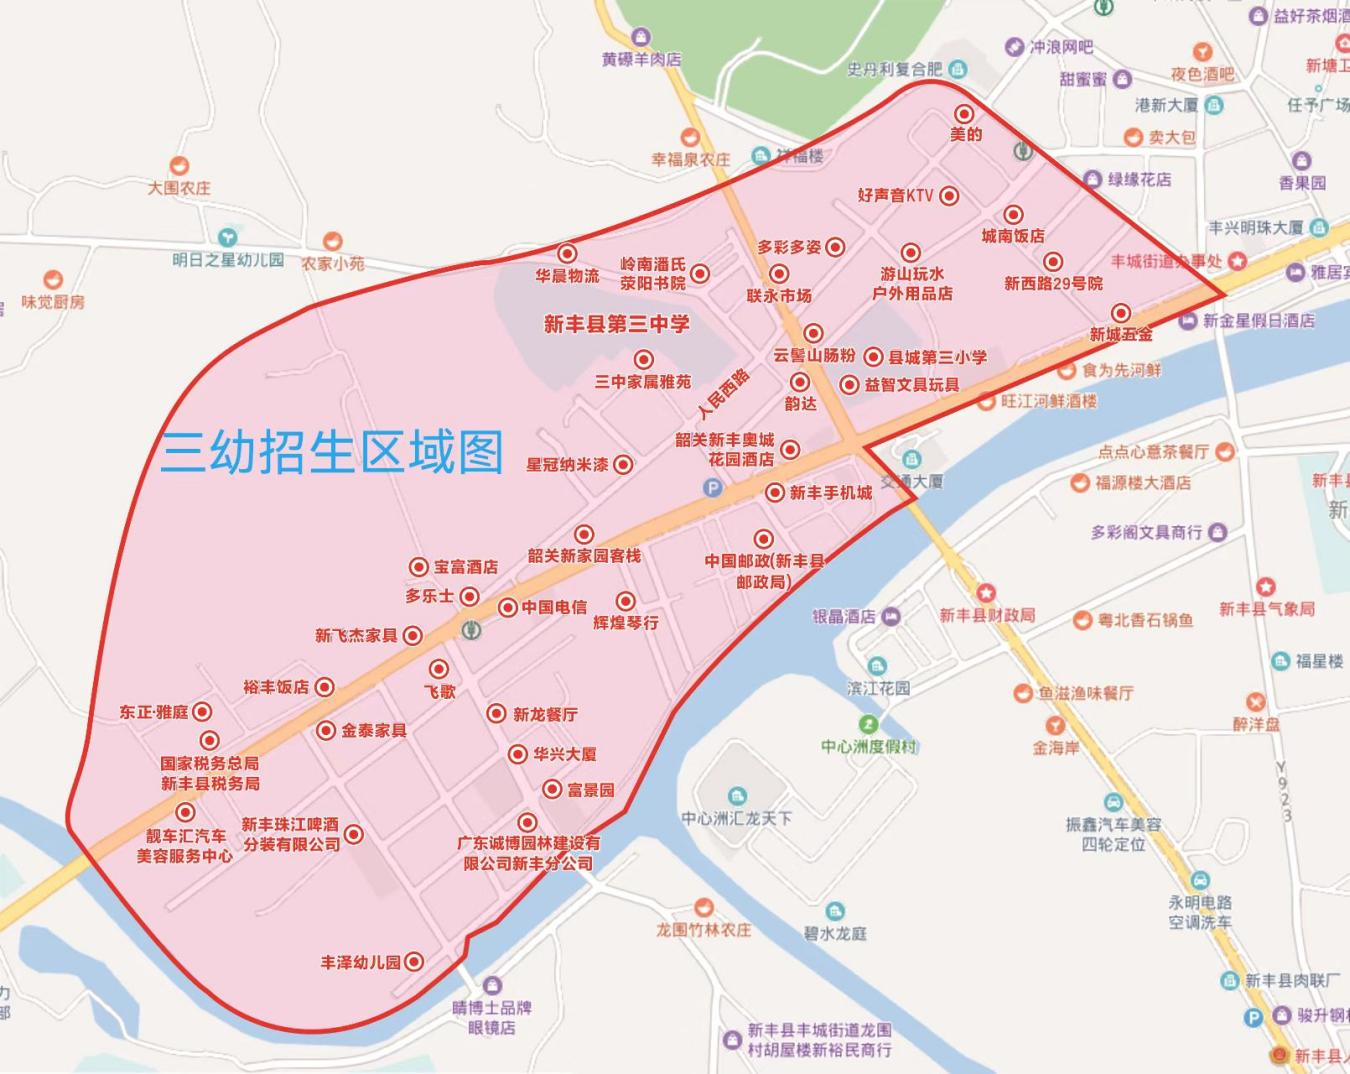 益好茶烟酒
冲浪网吧
黄礤羊肉店
史丹利复合肥
甜蜜蜜
夜色酒吧
新塘卫
港新大厦
任予广场
美的
卖大包
幸福泉农庄
祥福楼
绿缘花店
香果园
大围农庄
好声音KTV
城南饭店
丰兴明珠大厦
明日之星幼儿园
农家小苑
华晨物流
岭南潘氏
荥阳书院
多彩多姿
联永市场
游山玩水
户外用品店
新西路29号院
丰城街道办事处
雅居宾
味觉厨房
新丰县第三中学
新城五金
新金星假日酒店
云髻山肠粉
县城第三小学
三中家属雅苑
人民西路
韵达
益智文具玩具
食为先河鲜
旺江河鲜酒楼
三幼招生区域图
星冠纳米漆
韶关新丰奥城
花园酒店
交通大厦
点点心意茶餐厅
福源楼大酒店
新丰县
新
P
新丰手机城
多彩阁文具商行
韶关新家园客栈
中国邮政(新丰县
邮政局)
宝富酒店
多乐士
中国电信
辉煌琴行
银晶酒店
新丰县财政局
粤北香石锅鱼
新丰县气象局
新飞杰家具
福星楼
裕丰饭店
飞歌
滨江花园
鱼滋渔味餐厅
东正·雅庭
金泰家具
新龙餐厅
中心洲度假村
金海岸
醉洋盘
国家税务总局
新丰县税务局
华兴大厦
富景园
Y923
中心洲汇龙天下
靓车汇汽车
美容服务中心
新丰珠江啤酒
分装有限公司
广东诚博园林建设有
限公司新丰分公司
振鑫汽车美容
四轮定位
永明电路
空调洗车
龙围竹林农庄
碧水龙庭
丰泽幼儿园
新丰县肉联厂
力
部
睛博士品牌
眼镜店
新丰县丰城街道龙围
村胡屋楼新裕民商行
P
骏升钢材
新丰县人